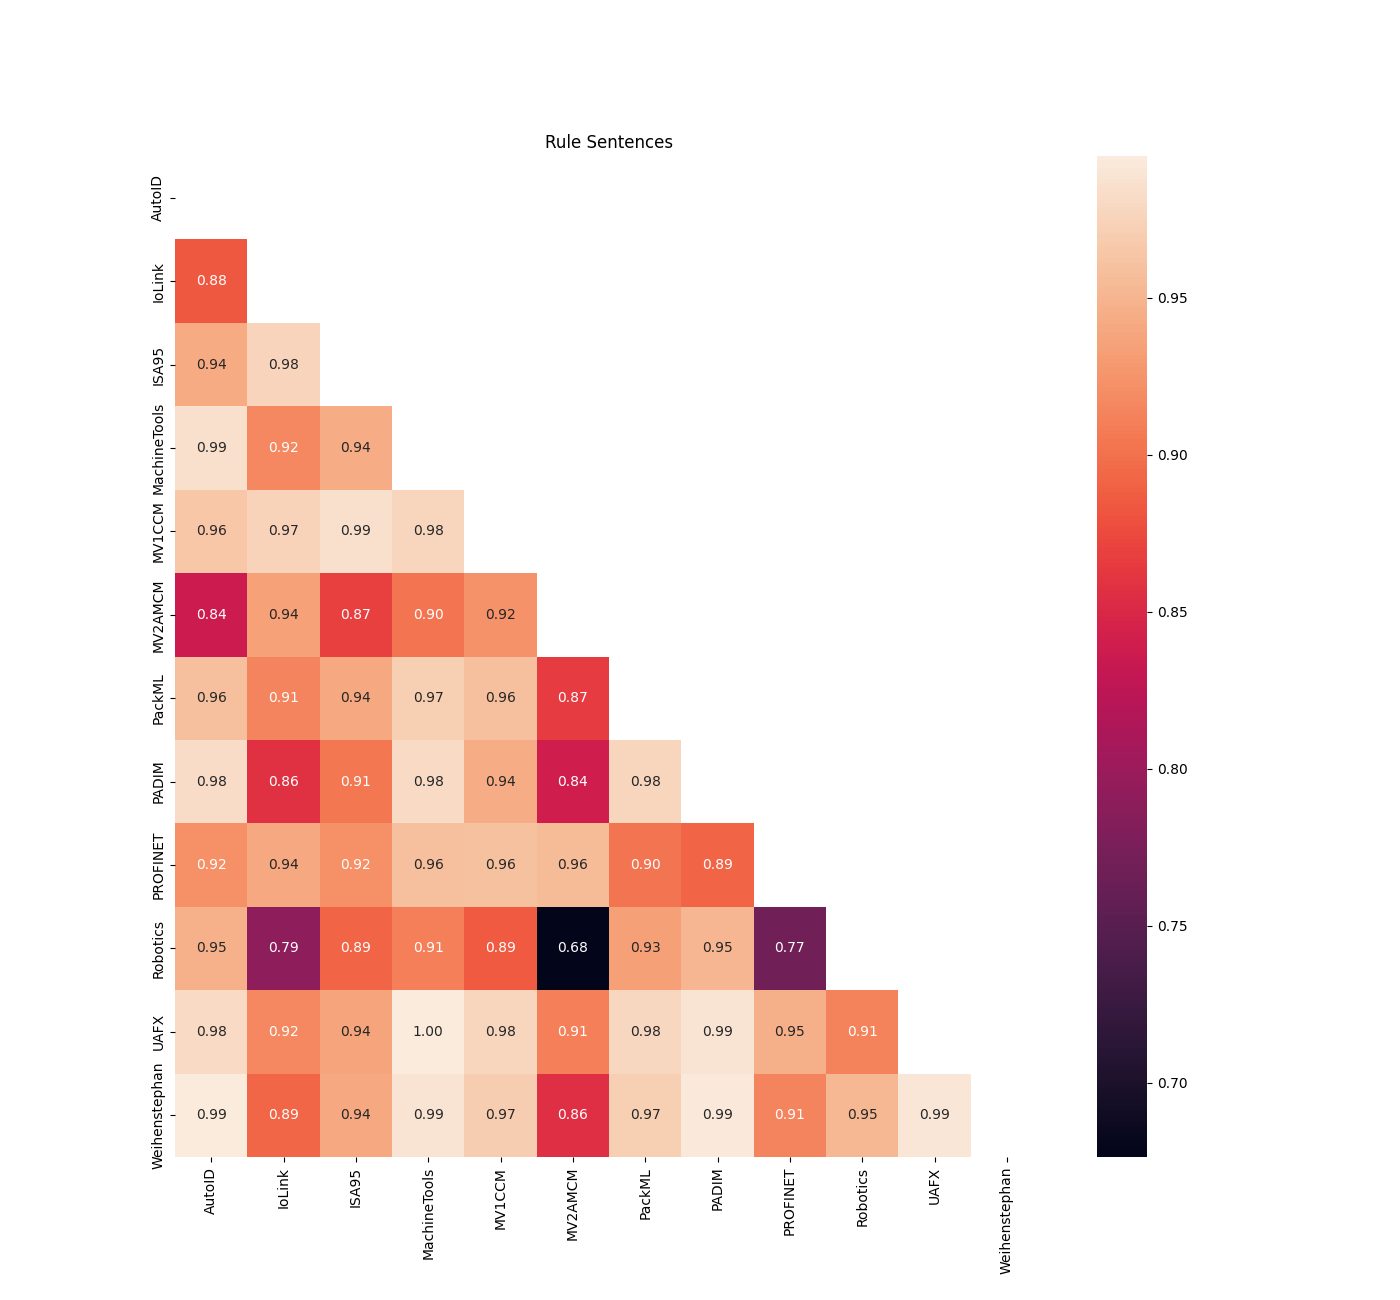 Rule Sentences
AutoID
IoLink 0.88
ISA95 0.94 0.98
MachineTools 0.99 0.92 0.94
MV1CCM 0.96 0.97 0.99 0.98
MV2AMCM 0.84 0.94 0.87 0.90 0.92
PackML 0.96 0.91 0.94 0.97 0.96 0.87
PADIM 0.98 0.86 0.91 0.98 0.94 0.84 0.98
PROFINET 0.92 0.94 0.92 0.96 0.96 0.96 0.90 0.89
Robotics 0.95 0.79 0.89 0.91 0.89 0.68 0.93 0.95 0.77
UAFX 0.98 0.92 0.94 1.00 0.98 0.91 0.98 0.99 0.95 0.91
Weihenstephan 0.99 0.89 0.94 0.99 0.97 0.86 0.97 0.99 0.91 0.95 0.99
AutoID
IoLink
ISA95
MachineTools
MV1CCM
MV2AMCM
PackML
PADIM
PROFINET
Robotics
UAFX
Weihenstephan
0.95
0.90
0.85
0.80
0.75
0.70